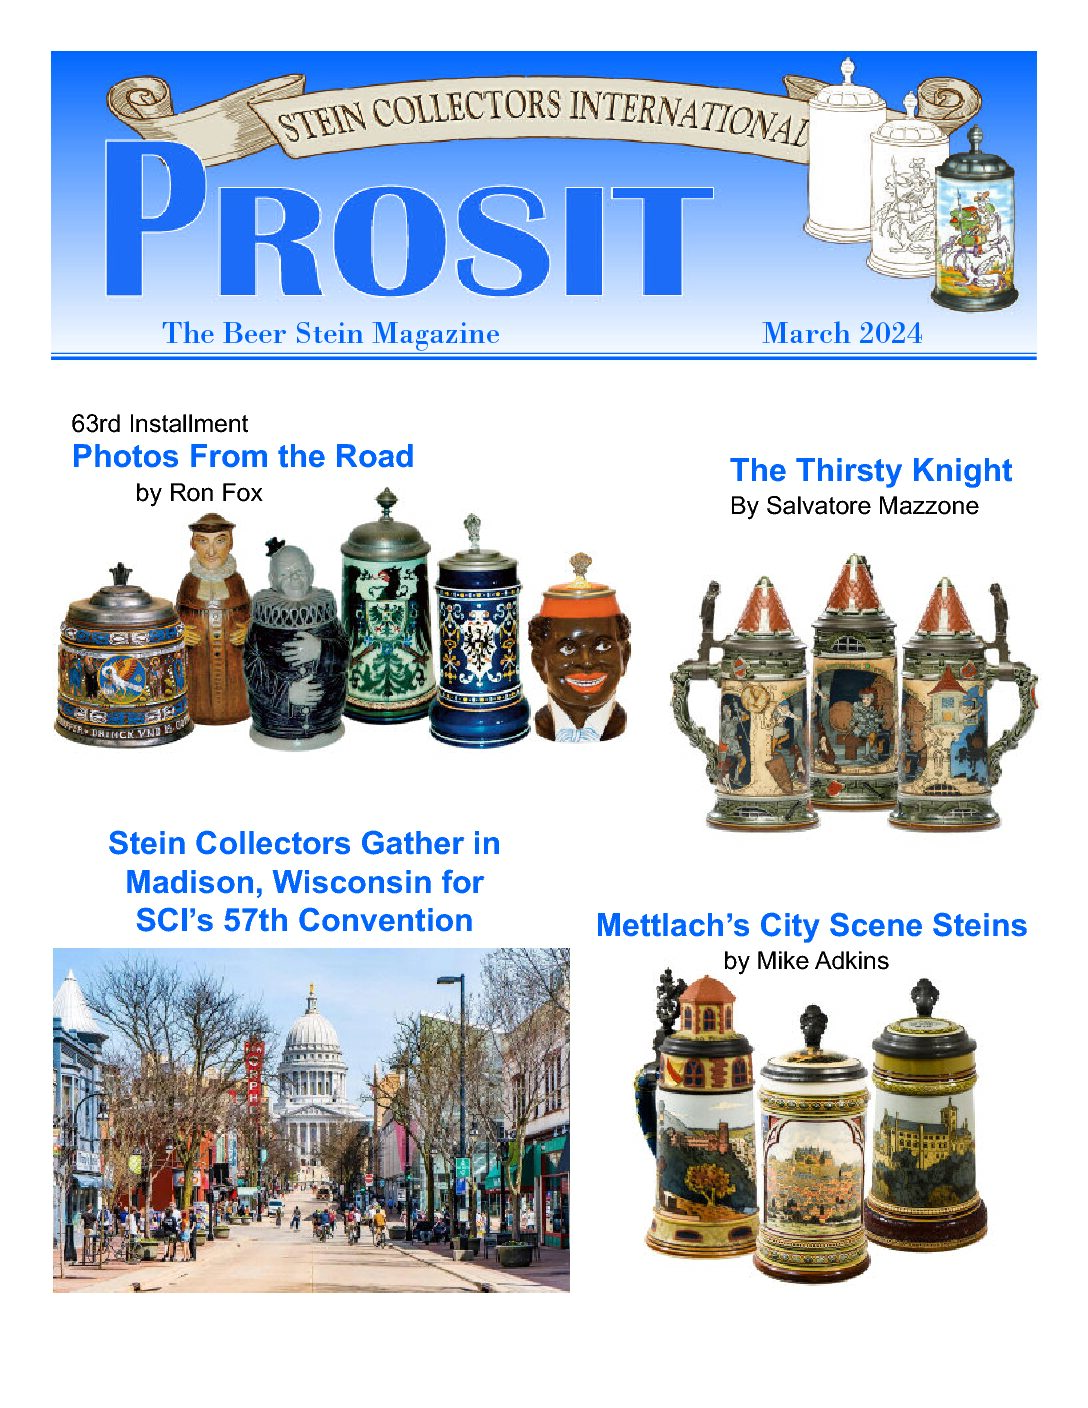 STEIN COLLECTORS INTERNATIONAL
PROSIT
The Beer Stein Magazine
March 2024
63rd Installment
Photos From the Road
by Ron Fox
The Thirsty Knight
By Salvatore Mazzone
Stein Collectors Gather in
Madison, Wisconsin for
SCI’s 57th Convention
Mettlach’s City Scene Steins
by Mike Adkins